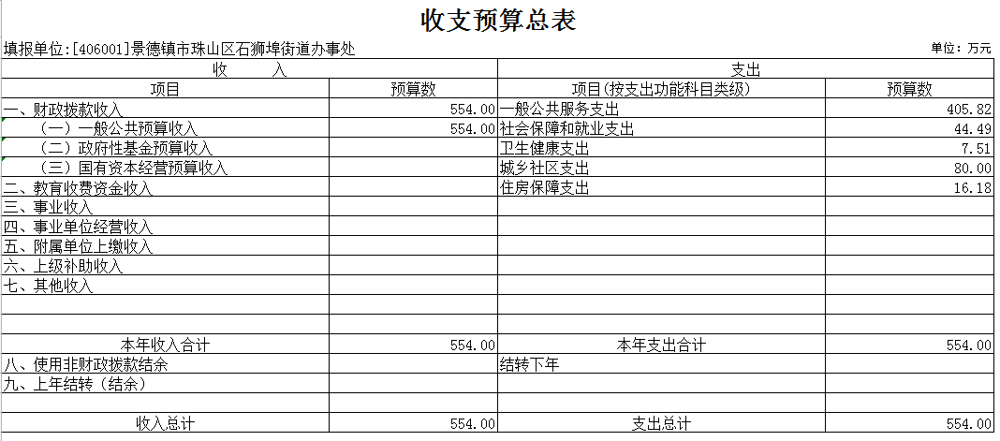 收支预算总表
填报单位:[406001]景德镇市珠山区石狮埠街道办事处 单位：万元
收 入 支出
项目 预算数 项目(按支出功能科目类级) 预算数
一、财政拨款收入 554.00 一般公共服务支出 405.82
（一）一般公共预算收入 554.00 社会保障和就业支出 44.49
（二）政府性基金预算收入 卫生健康支出 7.51
（三）国有资本经营预算收入 城乡社区支出 80.00
二、教育收费资金收入 住房保障支出 16.18
三、事业收入
四、事业单位经营收入
五、附属单位上缴收入
六、上级补助收入
七、其他收入
本年收入合计 554.00 本年支出合计 554.00
八、使用非财政拨款结余 结转下年
九、上年结转（结余）
收入总计 554.00 支出总计 554.00